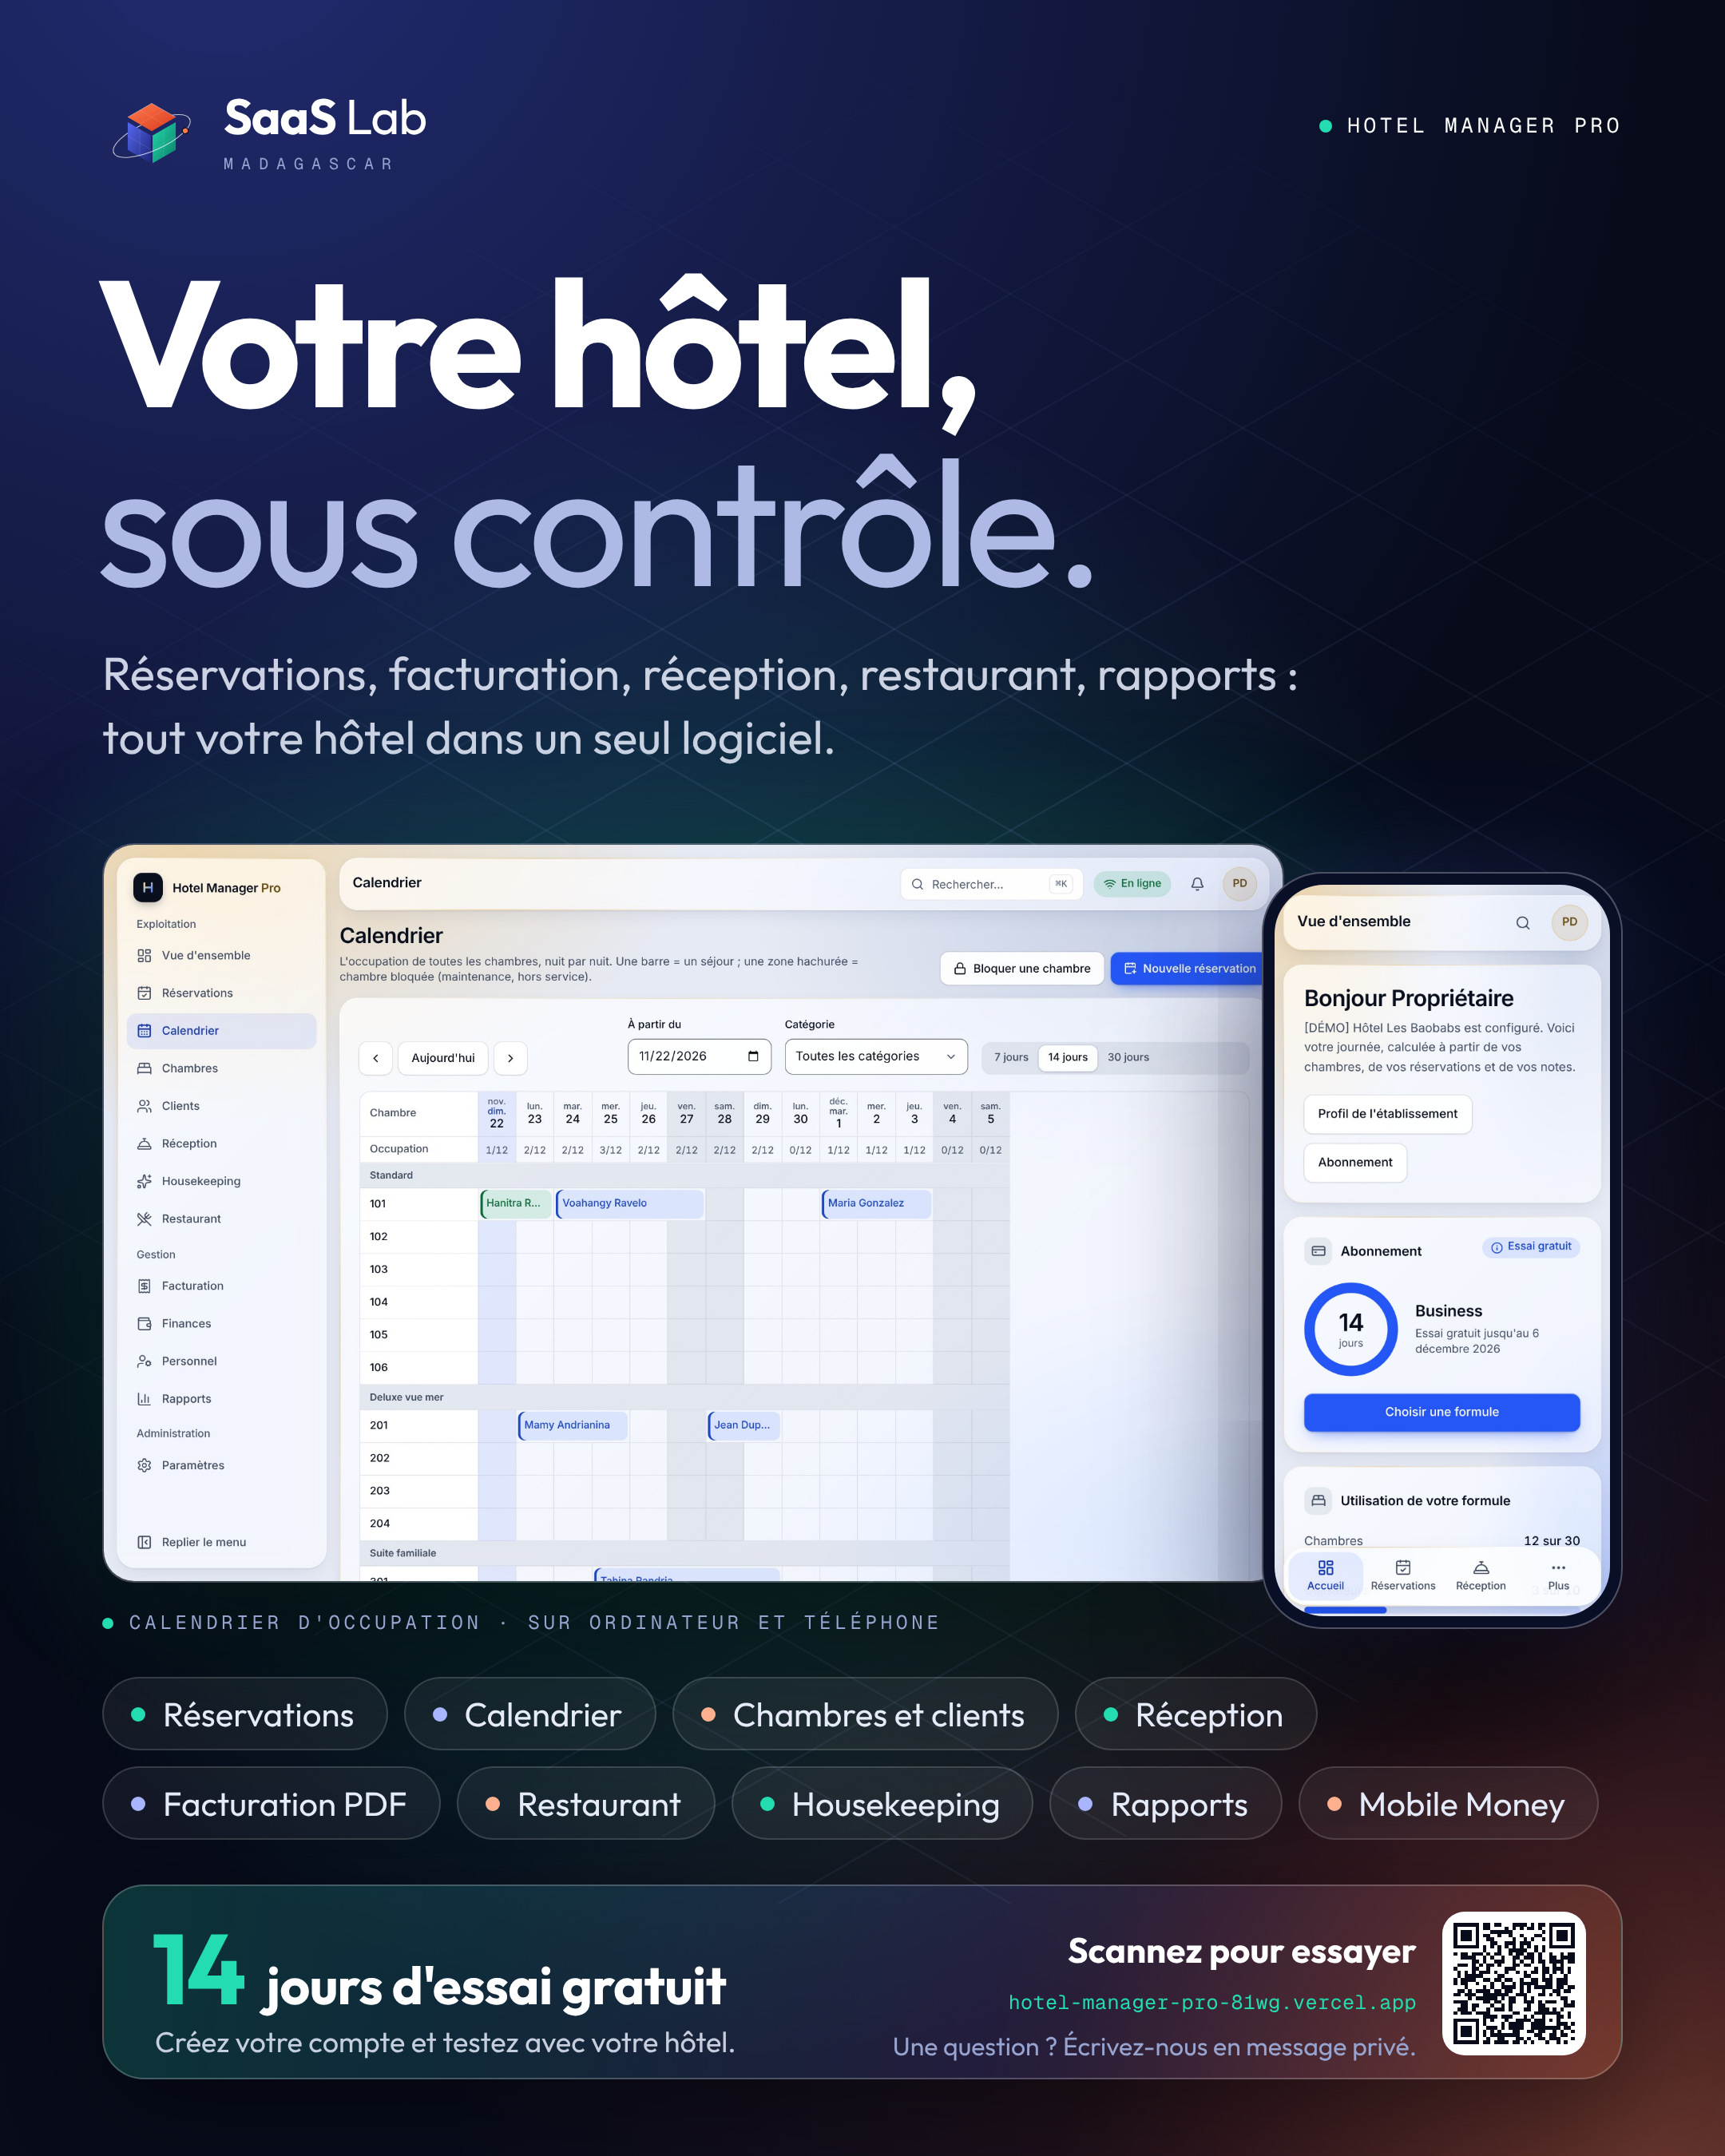 SaaS Lab
MADAGASCAR
HOTEL MANAGER PRO
Votre hôtel,
sous contrôle.
Réservations, facturation, réception, restaurant, rapports :
tout votre hôtel dans un seul logiciel.
H Hotel Manager Pro
Exploitation
Vue d'ensemble
Réservations
Calendrier
Chambres
Clients
Réception
Housekeeping
Restaurant
Gestion
Facturation
Finances
Personnel
Rapports
Administration
Paramètres
Replier le menu
Calendrier
Rechercher... ⌘K
En ligne
PD
Calendrier
L'occupation de toutes les chambres, nuit par nuit. Une barre = un séjour ; une zone hachurée =
chambre bloquée (maintenance, hors service).
Bloquer une chambre
Nouvelle réservation
Aujourd'hui
À partir du
11/22/2026
Catégorie
Toutes les catégories
7 jours 14 jours 30 jours
Chambre nov. dim. 22 lun. 23 mar. 24 mer. 25 jeu. 26 ven. 27 sam. 28 dim. 29 lun. 30 déc. mar. 1 mer. 2 jeu. 3 ven. 4 sam. 5
Occupation 1/12 2/12 2/12 3/12 2/12 2/12 2/12 2/12 0/12 1/12 1/12 1/12 0/12 0/12
Standard
101 Hanitra R... Voahangy Ravelo Maria Gonzalez
102
103
104
105
106
Deluxe vue mer
201 Mamy Andrianina Jean Dup...
202
203
204
Suite familiale
301 Tahina Randria
Vue d'ensemble
PD
Bonjour Propriétaire
[DÉMO] Hôtel Les Baobabs est configuré. Voici
votre journée, calculée à partir de vos
chambres, de vos réservations et de vos notes.
Profil de l'établissement
Abonnement
Abonnement
Essai gratuit
14
jours
Business
Essai gratuit jusqu'au 6
décembre 2026
Choisir une formule
Utilisation de votre formule
Chambres 12 sur 30
Accueil Réservations Réception Plus
CALENDRIER D'OCCUPATION · SUR ORDINATEUR ET TÉLÉPHONE
Réservations Calendrier Chambres et clients Réception
Facturation PDF Restaurant Housekeeping Rapports Mobile Money
14 jours d'essai gratuit
Créez votre compte et testez avec votre hôtel.
Scannez pour essayer
hotel-manager-pro-81wg.vercel.app
Une question ? Écrivez-nous en message privé.